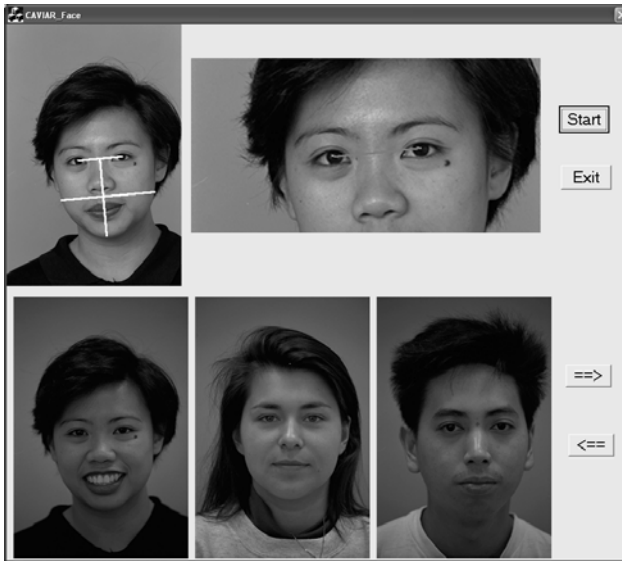 CAVIAR_Face
Start
Exit
==>
<==